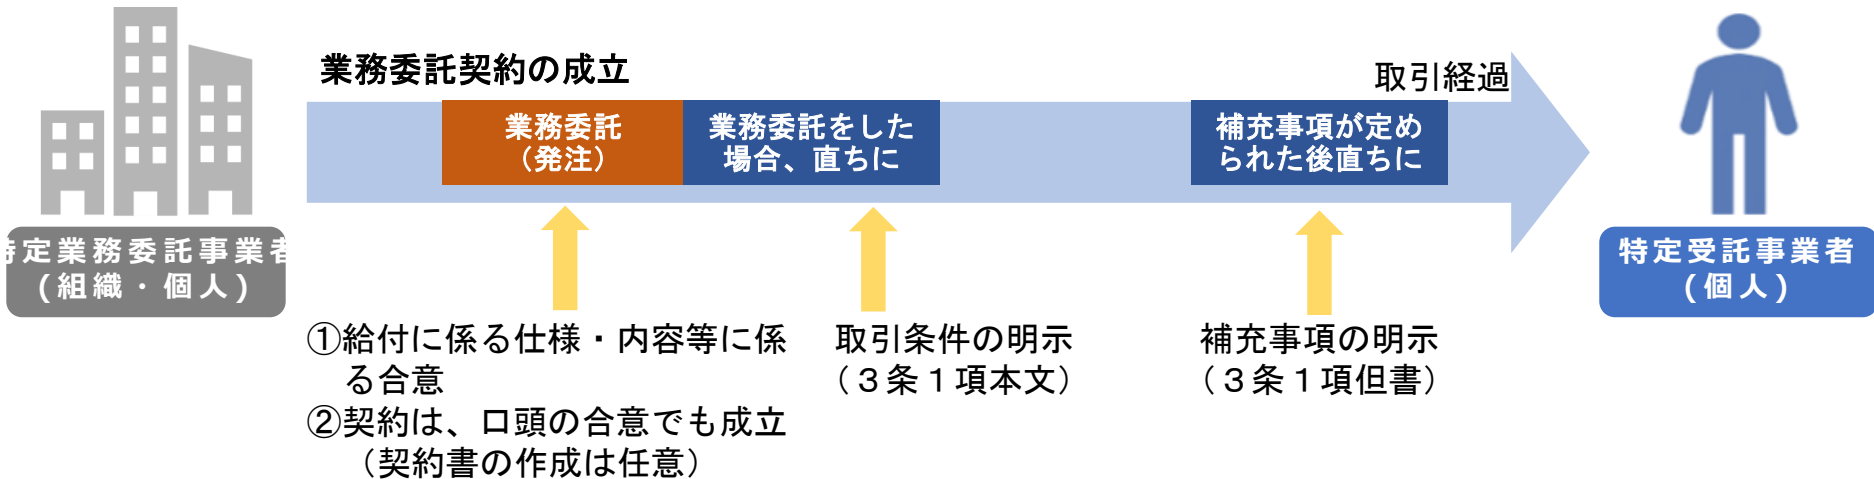 業務委託契約の成立
取引経過
業務委託
（発注）
業務委託をした
場合、直ちに
補充事項が定め
られた後直ちに
特定業務委託事業者
(組織・個人)
特定受託事業者
(個人)
①給付に係る仕様・内容等に係
る合意
②契約は、口頭の合意でも成立
（契約書の作成は任意）
取引条件の明示
（３条１項本文）
補充事項の明示
（３条１項但書）